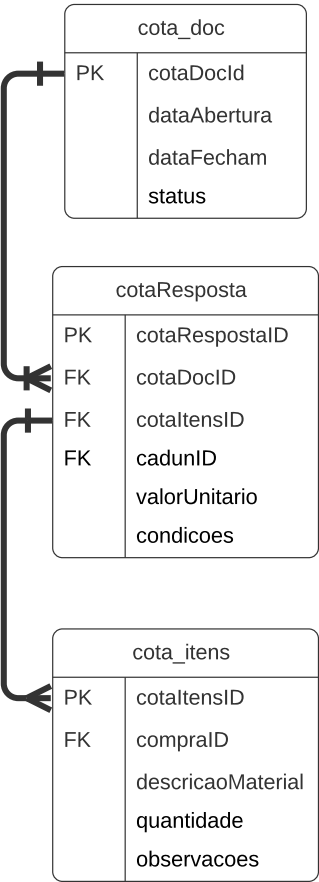 cota_doc
PK cotaDocId
dataAbertura
dataFecham
status
cotaResposta
PK cotaRespostaID
FK cotaDocID
FK cotaItensID
FK cadunID
valorUnitario
condicoes
cota_itens
PK cotaItensID
FK compraID
descricaoMaterial
quantidade
observacoes